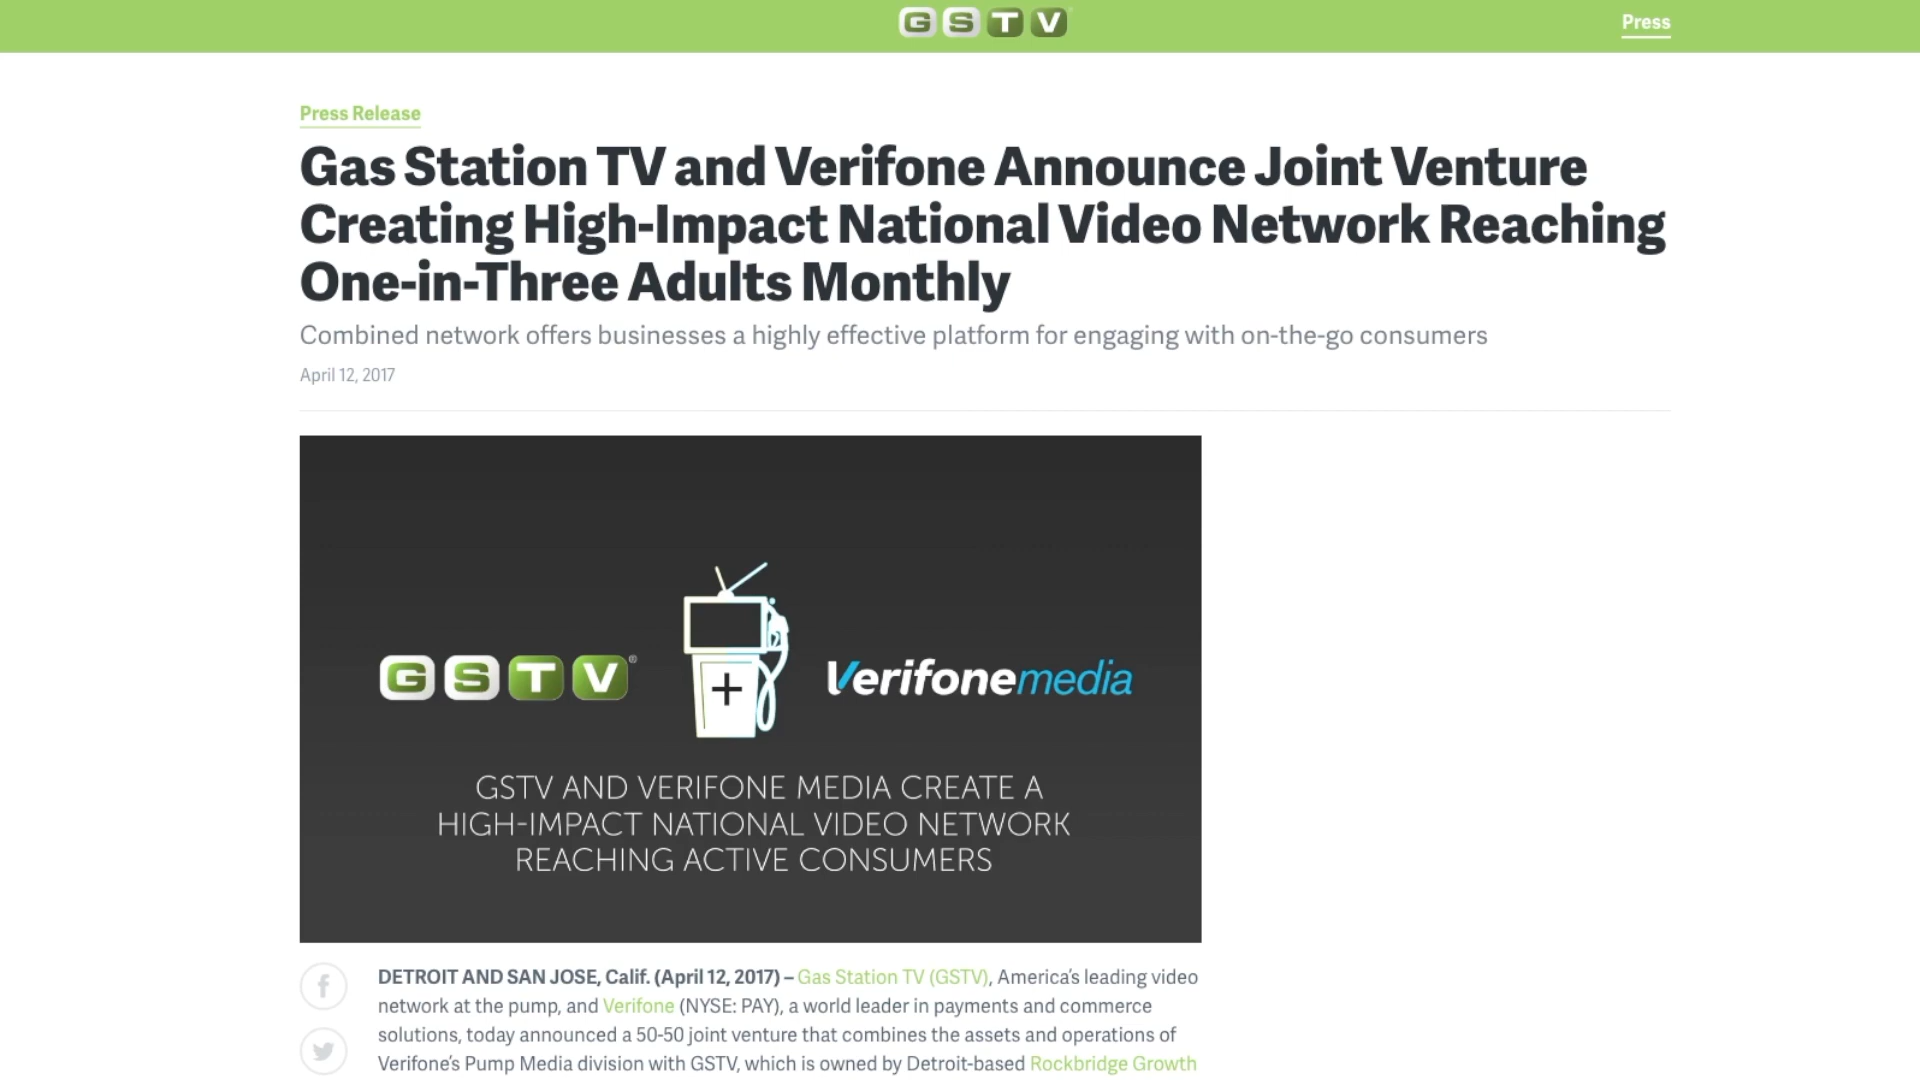 GSTV
Press
Press Release
Gas Station TV and Verifone Announce Joint Venture
Creating High-Impact National Video Network Reaching
One-in-Three Adults Monthly
Combined network offers businesses a highly effective platform for engaging with on-the-go consumers
April 12, 2017
GSTV®
Verifonemedia
GSTV AND VERIFONE MEDIA CREATE A
HIGH-IMPACT NATIONAL VIDEO NETWORK
REACHING ACTIVE CONSUMERS
DETROIT AND SAN JOSE, Calif. (April 12, 2017) – Gas Station TV (GSTV), America's leading video
network at the pump, and Verifone (NYSE: PAY), a world leader in payments and commerce
solutions, today announced a 50-50 joint venture that combines the assets and operations of
Verifone's Pump Media division with GSTV, which is owned by Detroit-based Rockbridge Growth